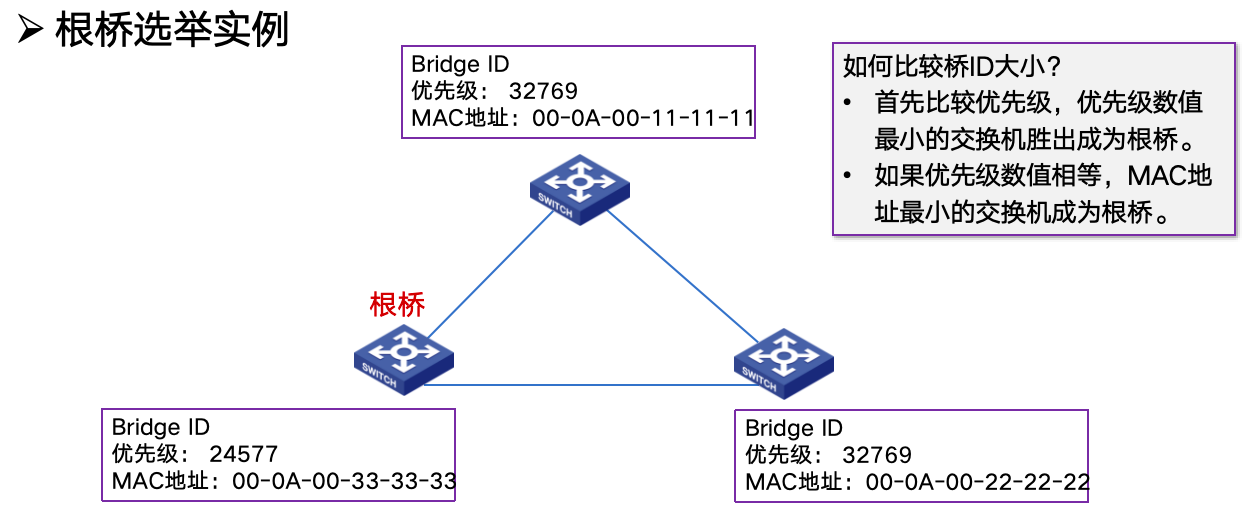 根桥选举实例
Bridge ID
优先级： 32769
MAC地址：00-0A-00-11-11-11
如何比较桥ID大小？
• 首先比较优先级，优先级数值
最小的交换机胜出成为根桥。
• 如果优先级数值相等，MAC地
址最小的交换机成为根桥。
SWITCH
根桥
SWITCH
SWITCH
Bridge ID
优先级： 24577
MAC地址：00-0A-00-33-33-33
Bridge ID
优先级： 32769
MAC地址：00-0A-00-22-22-22